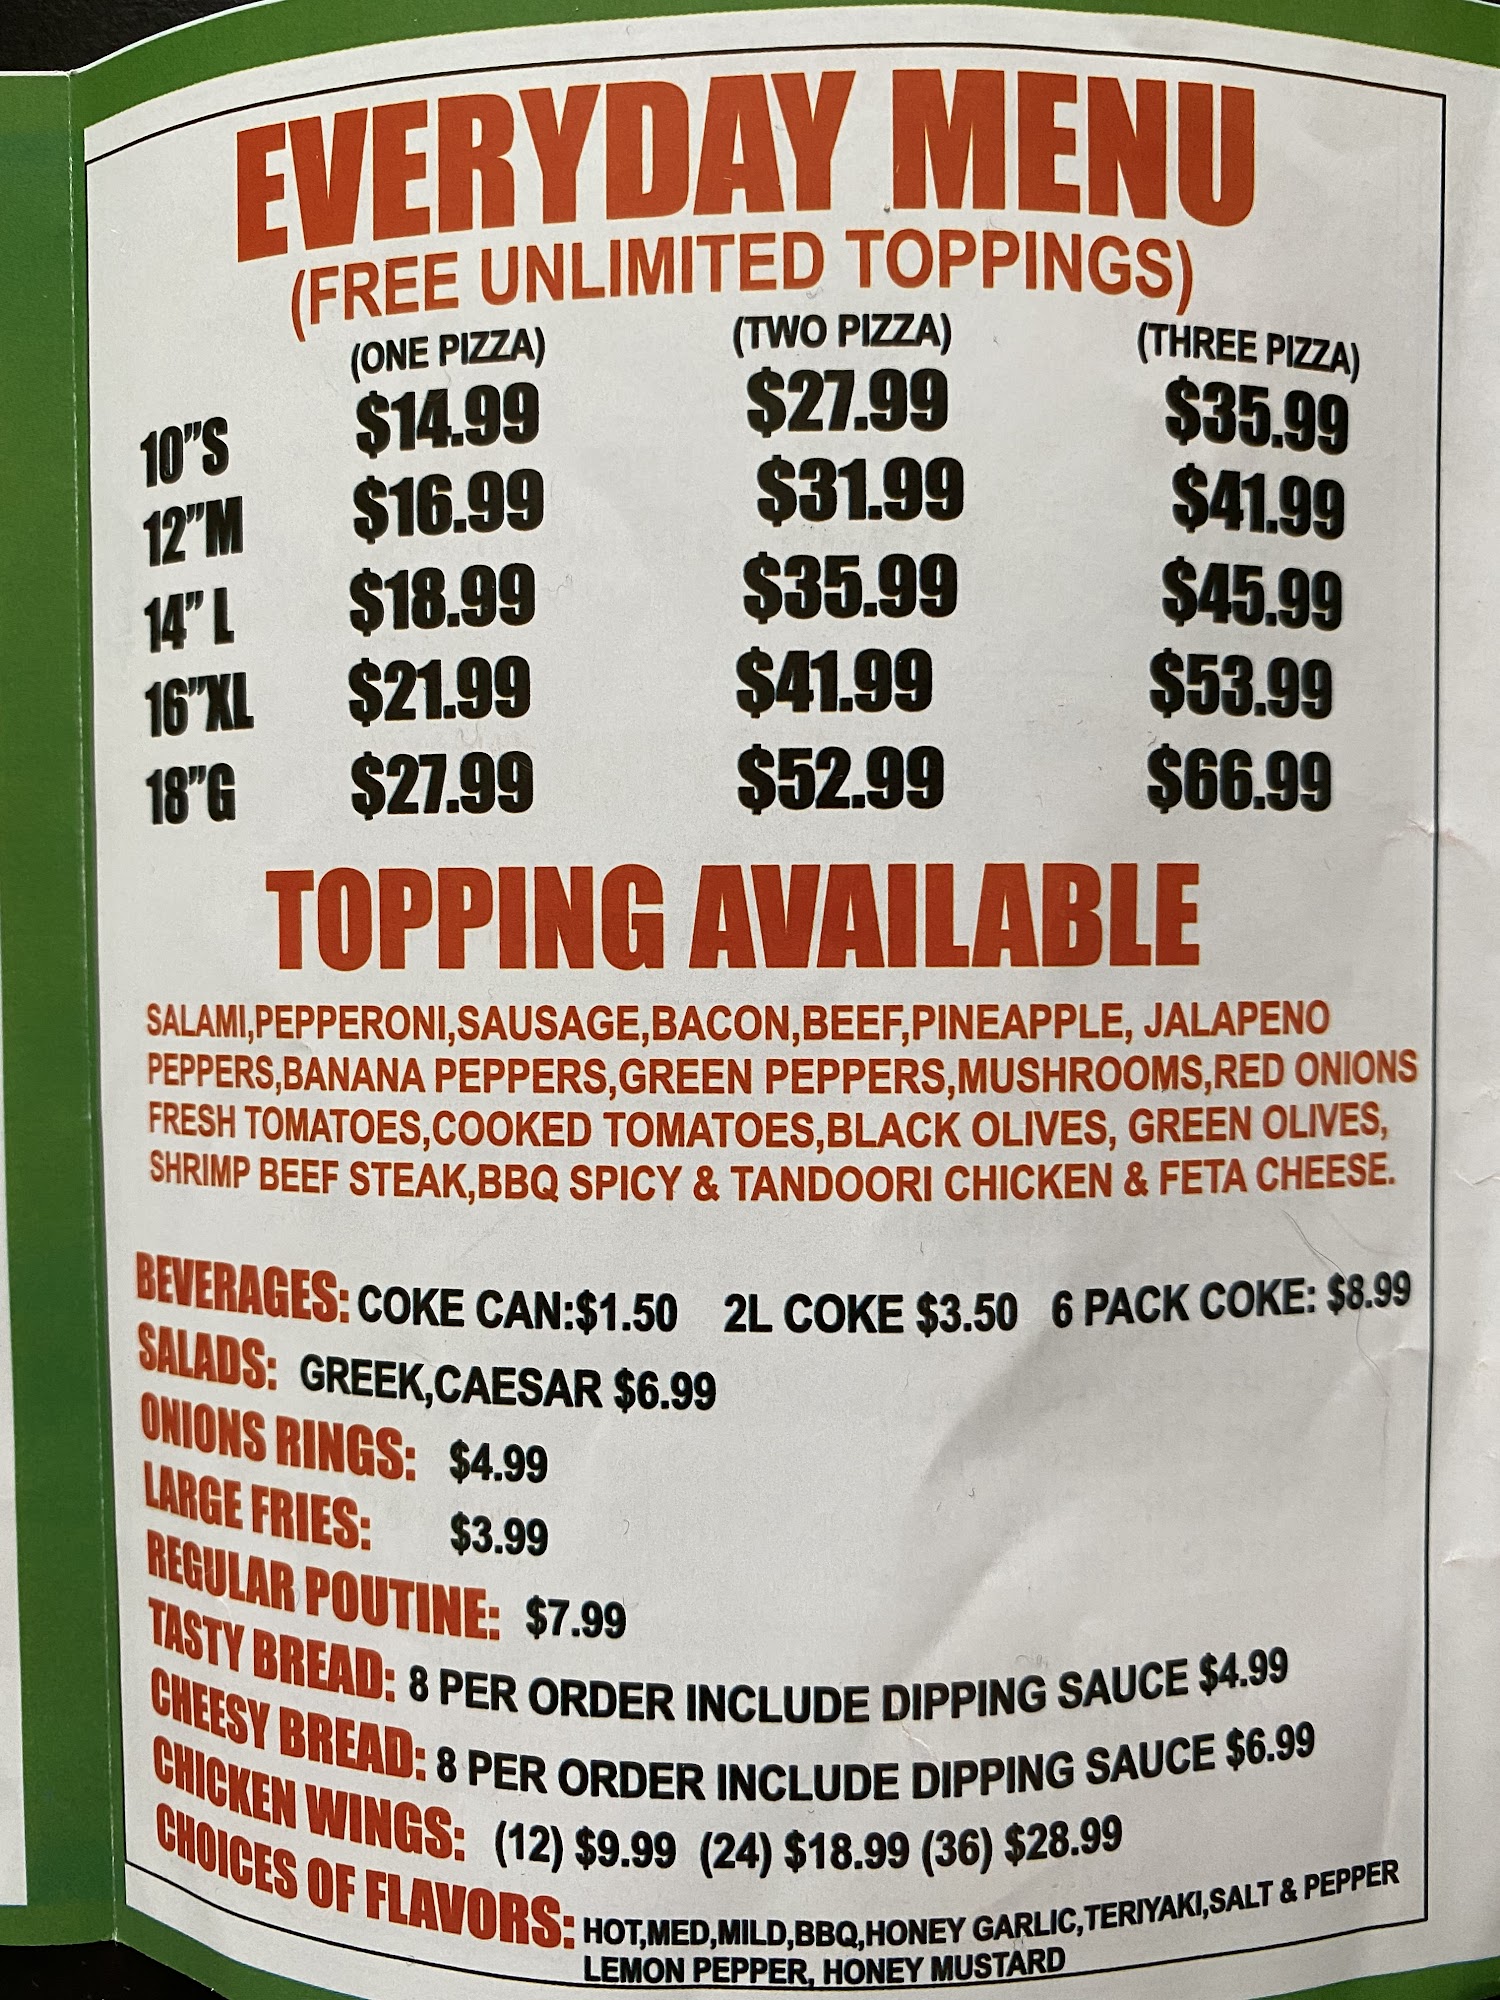 EVERYDAY MENU
(FREE UNLIMITED TOPPINGS)
(ONE PIZZA) (TWO PIZZA) (THREE PIZZA)
10"S $14.99 $27.99 $35.99
12"M $16.99 $31.99 $41.99
14" L $18.99 $35.99 $45.99
16"XL $21.99 $41.99 $53.99
18"G $27.99 $52.99 $66.99
TOPPING AVAILABLE
SALAMI,PEPPERONI,SAUSAGE,BACON,BEEF,PINEAPPLE, JALAPENO
PEPPERS,BANANA PEPPERS,GREEN PEPPERS,MUSHROOMS,RED ONIONS
FRESH TOMATOES,COOKED TOMATOES,BLACK OLIVES, GREEN OLIVES,
SHRIMP BEEF STEAK,BBQ SPICY & TANDOORI CHICKEN & FETA CHEESE.
BEVERAGES: COKE CAN:$1.50 2L COKE $3.50 6 PACK COKE: $8.99
SALADS: GREEK,CAESAR $6.99
ONIONS RINGS: $4.99
LARGE FRIES: $3.99
REGULAR POUTINE: $7.99
TASTY BREAD: 8 PER ORDER INCLUDE DIPPING SAUCE $4.99
CHEESY BREAD: 8 PER ORDER INCLUDE DIPPING SAUCE $6.99
CHICKEN WINGS: (12) $9.99 (24) $18.99 (36) $28.99
CHOICES OF FLAVORS: HOT,MED,MILD,BBQ,HONEY GARLIC,TERIYAKI,SALT & PEPPER
LEMON PEPPER, HONEY MUSTARD